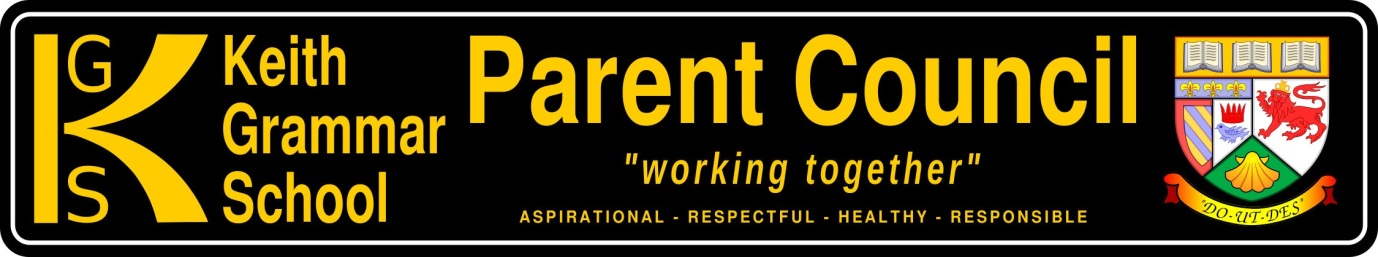 K
G
S
Keith
Grammar
School
Parent Council
"working together"
ASPIRATIONAL - RESPECTFUL - HEALTHY - RESPONSIBLE
"DO-UT-DES"